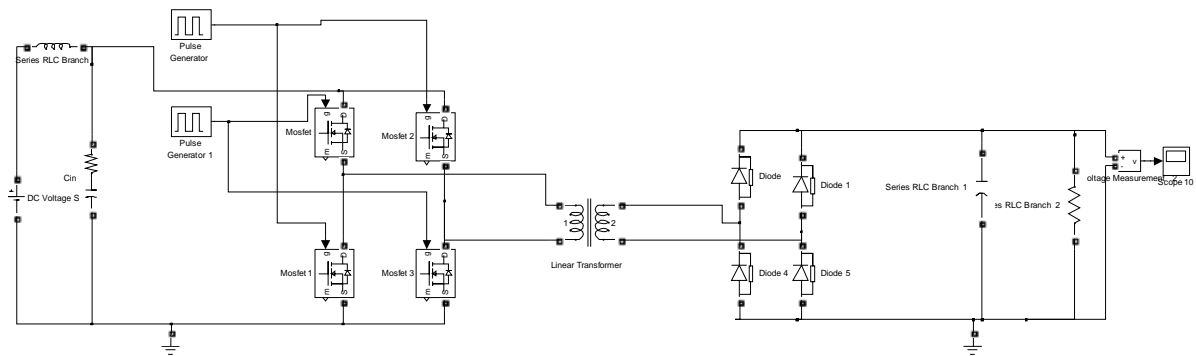 Pulse
Generator
Series RLC Branch
Pulse
Generator 1
Cin
+
DC Voltage S
g
D
m
S
Mosfet
g
D
m
S
Mosfet 2
g
D
m
S
Mosfet 1
g
D
m
S
Mosfet 3
1
2
Linear Transformer
Diode
Diode 1
Diode 4
Diode 5
Series RLC Branch 1
es RLC Branch 2
+
-
v
oltage Measurement
Scope 10